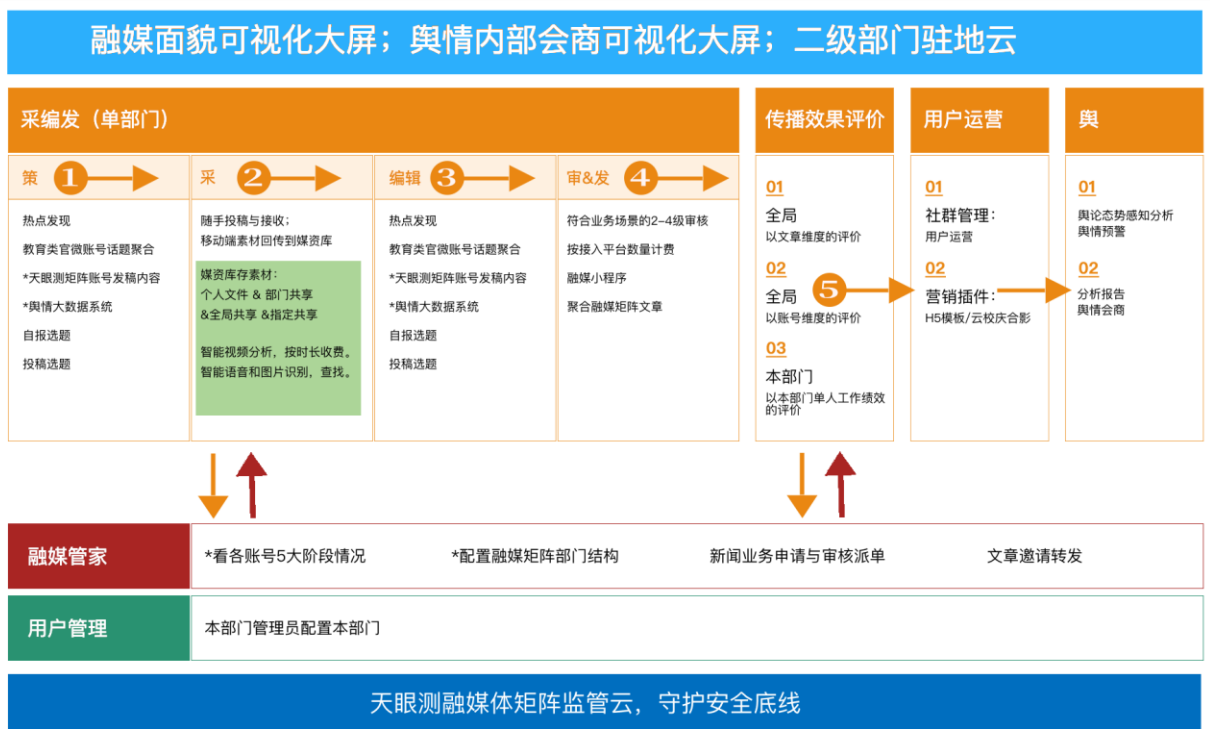 融媒面貌可视化大屏；舆情内部会商可视化大屏；二级部门驻地云
采编发（单部门）
策 1
热点发现
教育类官微账号话题聚合
*天眼测矩阵账号发稿内容
*舆情大数据系统
自报选题
投稿选题
采 2
随手投稿与接收；
移动端素材回传到媒资库
媒资库存素材：
个人文件 & 部门共享
&全局共享 &指定共享
智能视频分析，按时长收费。
智能语音和图片识别，查找。
编辑 3
热点发现
教育类官微账号话题聚合
*天眼测矩阵账号发稿内容
*舆情大数据系统
自报选题
投稿选题
审&发 4
符合业务场景的2-4级审核
按接入平台数量计费
融媒小程序
聚合融媒矩阵文章
传播效果评价
01
全局
以文章维度的评价
02
全局
以账号维度的评价
03
本部门
以本部门单人工作绩效
的评价
5
用户运营
01
社群管理：
用户运营
02
营销插件：
H5模板/云校庆合影
舆
01
舆论态势感知分析
舆情预警
02
分析报告
舆情会商
融媒管家
*看各账号5大阶段情况
*配置融媒矩阵部门结构
新闻业务申请与审核派单
文章邀请转发
用户管理
本部门管理员配置本部门
天眼测融媒体矩阵监管云，守护安全底线